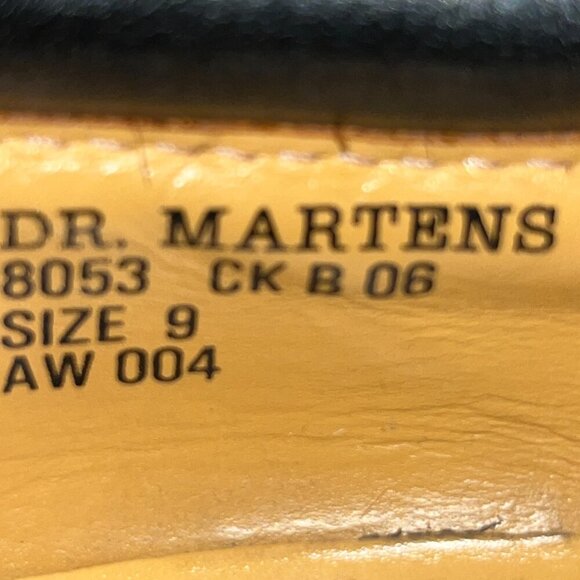 DR. MARTENS
8053 CK B 06
SIZE 9
AW 004